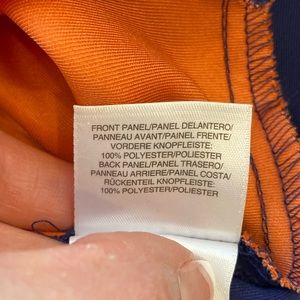 FRONT PANEL/PANEL DELANTERO/
PANNEAU AVANT/PAINEL FRENTE/
VORDERE KNOPFLEISTE:
100% POLYESTER/POLIESTER
BACK PANEL/PANEL TRASERO/
PANNEAU ARRIERE/PAINEL COSTA/
RÜCKENTEIL KNOPFLEISTE:
100% POLYESTER/POLIESTER